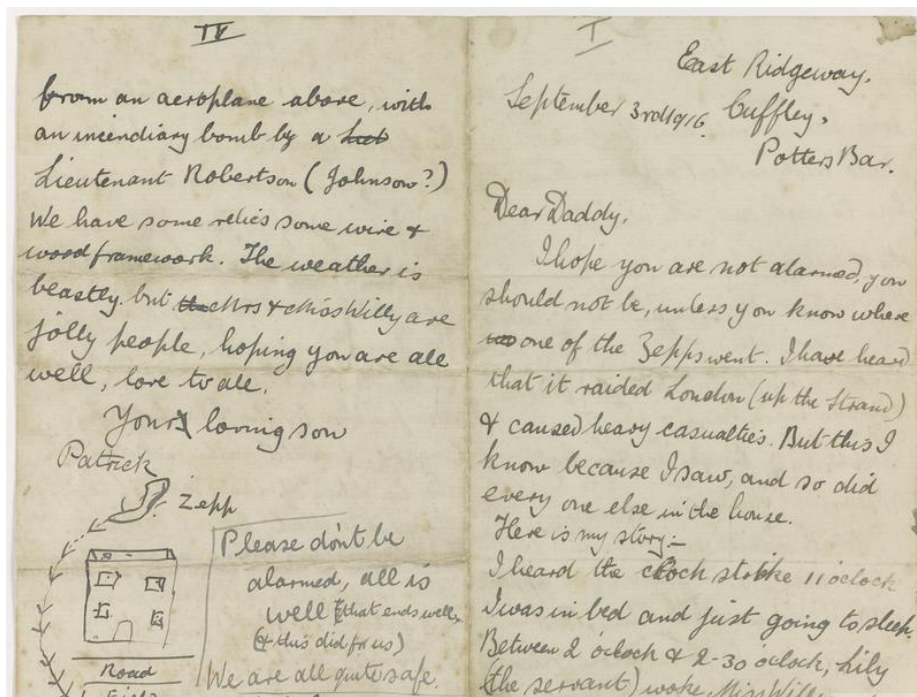 I
East Ridgeway,
September 3rd 1916. Cuffley,
Potters Bar.
Dear Daddy,
I hope you are not alarmed, you
should not be, unless you know where
one of the Zepps went. I have heard
that it raided London (up the Strand)
& caused heavy casualties. But this I
know because I saw, and so did
every one else in the house.
Here is my story:–
I heard the clock strike 11 o'clock
I was in bed and just going to sleep.
Between 2 o'clock & 2-30 o'clock, Lily
(the servant) woke Miss
IV
from an aeroplane above, with
an incendiary bomb by a
Lieutenant Robertson (Johnson?)
We have some relics some wire &
wood framework. The weather is
beastly. but Mrs & Miss Willy are
jolly people, hoping you are all
well, love to all.
Your loving son
Patrick
Zepp
Please don't be
alarmed, all is
well that ends well,
(& this did for us)
We are all quite safe.
Road
Field